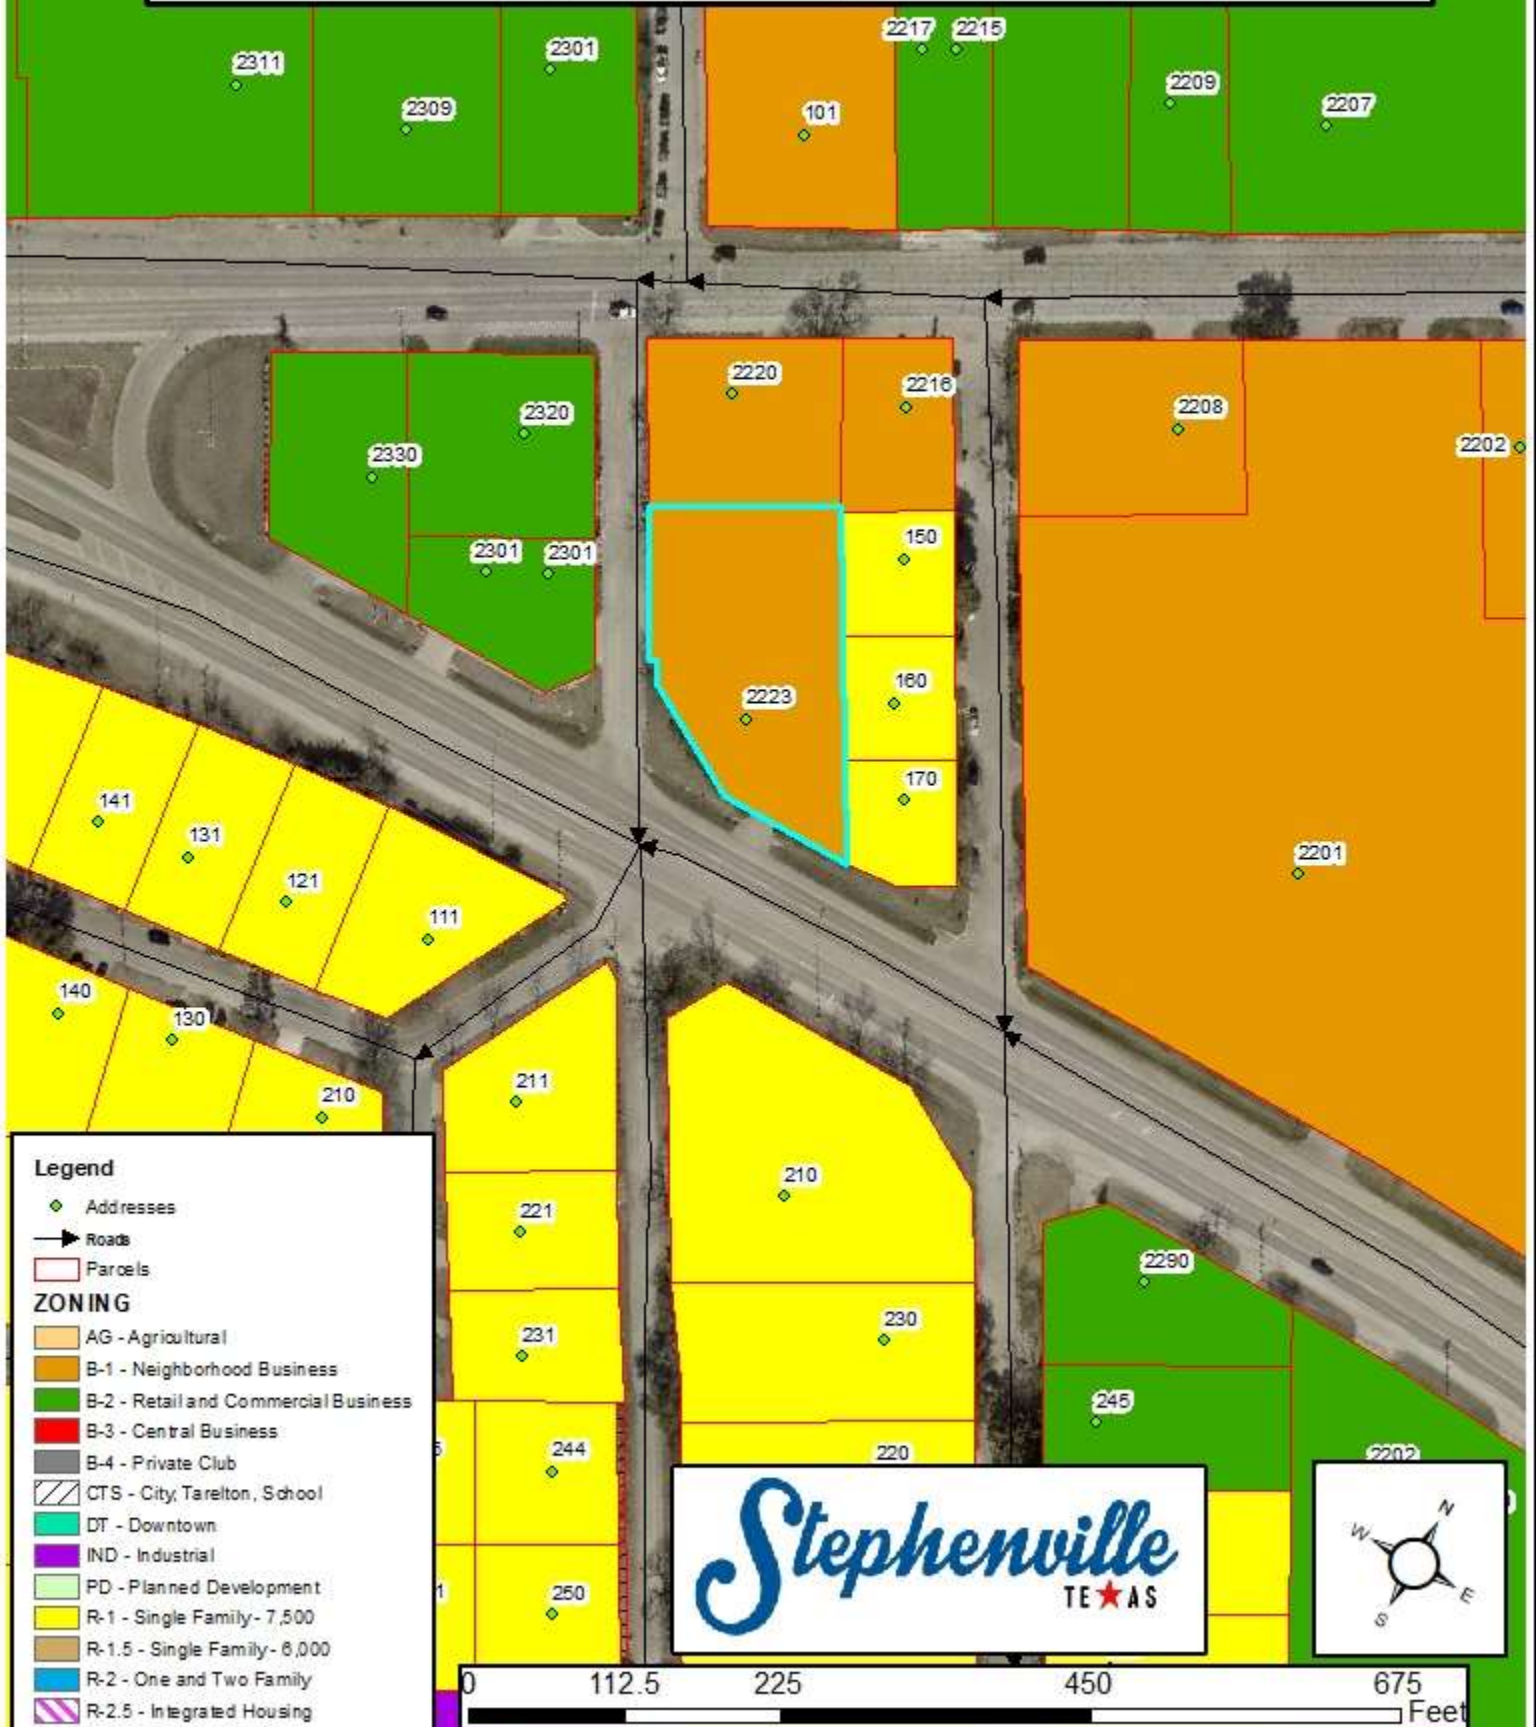 2311
2309
2301
101
2217
2215
2209
2207
2220
2216
2208
2202
2320
2330
2301
2301
150
160
2223
170
2201
141
131
121
111
140
130
210
211
221
231
244
250
210
230
220
2290
245
2202
Legend
Addresses
Roads
Parcels
ZONING
AG - Agricultural
B-1 - Neighborhood Business
B-2 - Retail and Commercial Business
B-3 - Central Business
B-4 - Private Club
CTS - City, Tarelton, School
DT - Downtown
IND - Industrial
PD - Planned Development
R-1 - Single Family - 7,500
R-1.5 - Single Family - 6,000
R-2 - One and Two Family
R-2.5 - Integrated Housing
Stephenville
TEXAS
N
W
E
S
0 112.5 225 450 675
Feet